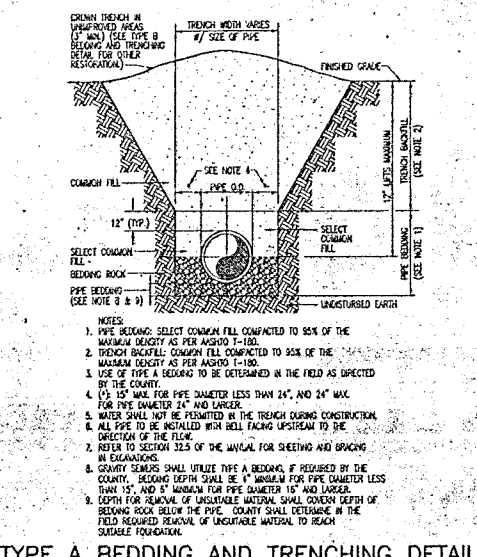 CROWN TRENCH IN
UNIMPROVED AREAS
(3" MIN.) (SEE TYPE B
BEDDING AND TRENCHING
DETAIL FOR OTHER
RESTORATION.)
TRENCH WIDTH VARIES
W/ SIZE OF PIPE
FINISHED GRADE
SEE NOTE 4
COMMON FILL
PIPE O.D.
12" (TYP.)
SELECT COMMON
FILL
BEDDING ROCK
PIPE BEDDING
(SEE NOTE 8 & 9)
SELECT
COMMON
FILL
12" LIFTS MAXIMUM
TRENCH BACKFILL
(SEE NOTE 2)
PIPE BEDDING
(SEE NOTE 1)
UNDISTURBED EARTH
NOTES:
1. PIPE BEDDING: SELECT COMMON FILL COMPACTED TO 95% OF THE
MAXIMUM DENSITY AS PER AASHTO T-180.
2. TRENCH BACKFILL: COMMON FILL COMPACTED TO 95% OF THE
MAXIMUM DENSITY AS PER AASHTO T-180.
3. USE OF TYPE A BEDDING TO BE DETERMINED IN THE FIELD AS DIRECTED
BY THE COUNTY.
4. (*): 15" MAX. FOR PIPE DIAMETER LESS THAN 24", AND 24" MAX.
FOR PIPE DIAMETER 24" AND LARGER.
5. WATER SHALL NOT BE PERMITTED IN THE TRENCH DURING CONSTRUCTION.
6. ALL PIPE TO BE INSTALLED WITH BELL FACING UPSTREAM TO THE
DIRECTION OF THE FLOW.
7. REFER TO SECTION 32.5 OF THE MANUAL FOR SHEETING AND BRACING
IN EXCAVATIONS.
8. GRAVITY SEWERS SHALL UTILIZE TYPE A BEDDING, IF REQUIRED BY THE
COUNTY. BEDDING DEPTH SHALL BE 4" MINIMUM FOR PIPE DIAMETER LESS
THAN 15", AND 6" MINIMUM FOR PIPE DIAMETER 16" AND LARGER.
9. DEPTH FOR REMOVAL OF UNSUITABLE MATERIAL SHALL GOVERN DEPTH OF
BEDDING ROCK BELOW THE PIPE. COUNTY SHALL DETERMINE IN THE
FIELD REQUIRED REMOVAL OF UNSUITABLE MATERIAL TO REACH
SUITABLE FOUNDATION.
TYPE A BEDDING AND TRENCHING DETAIL